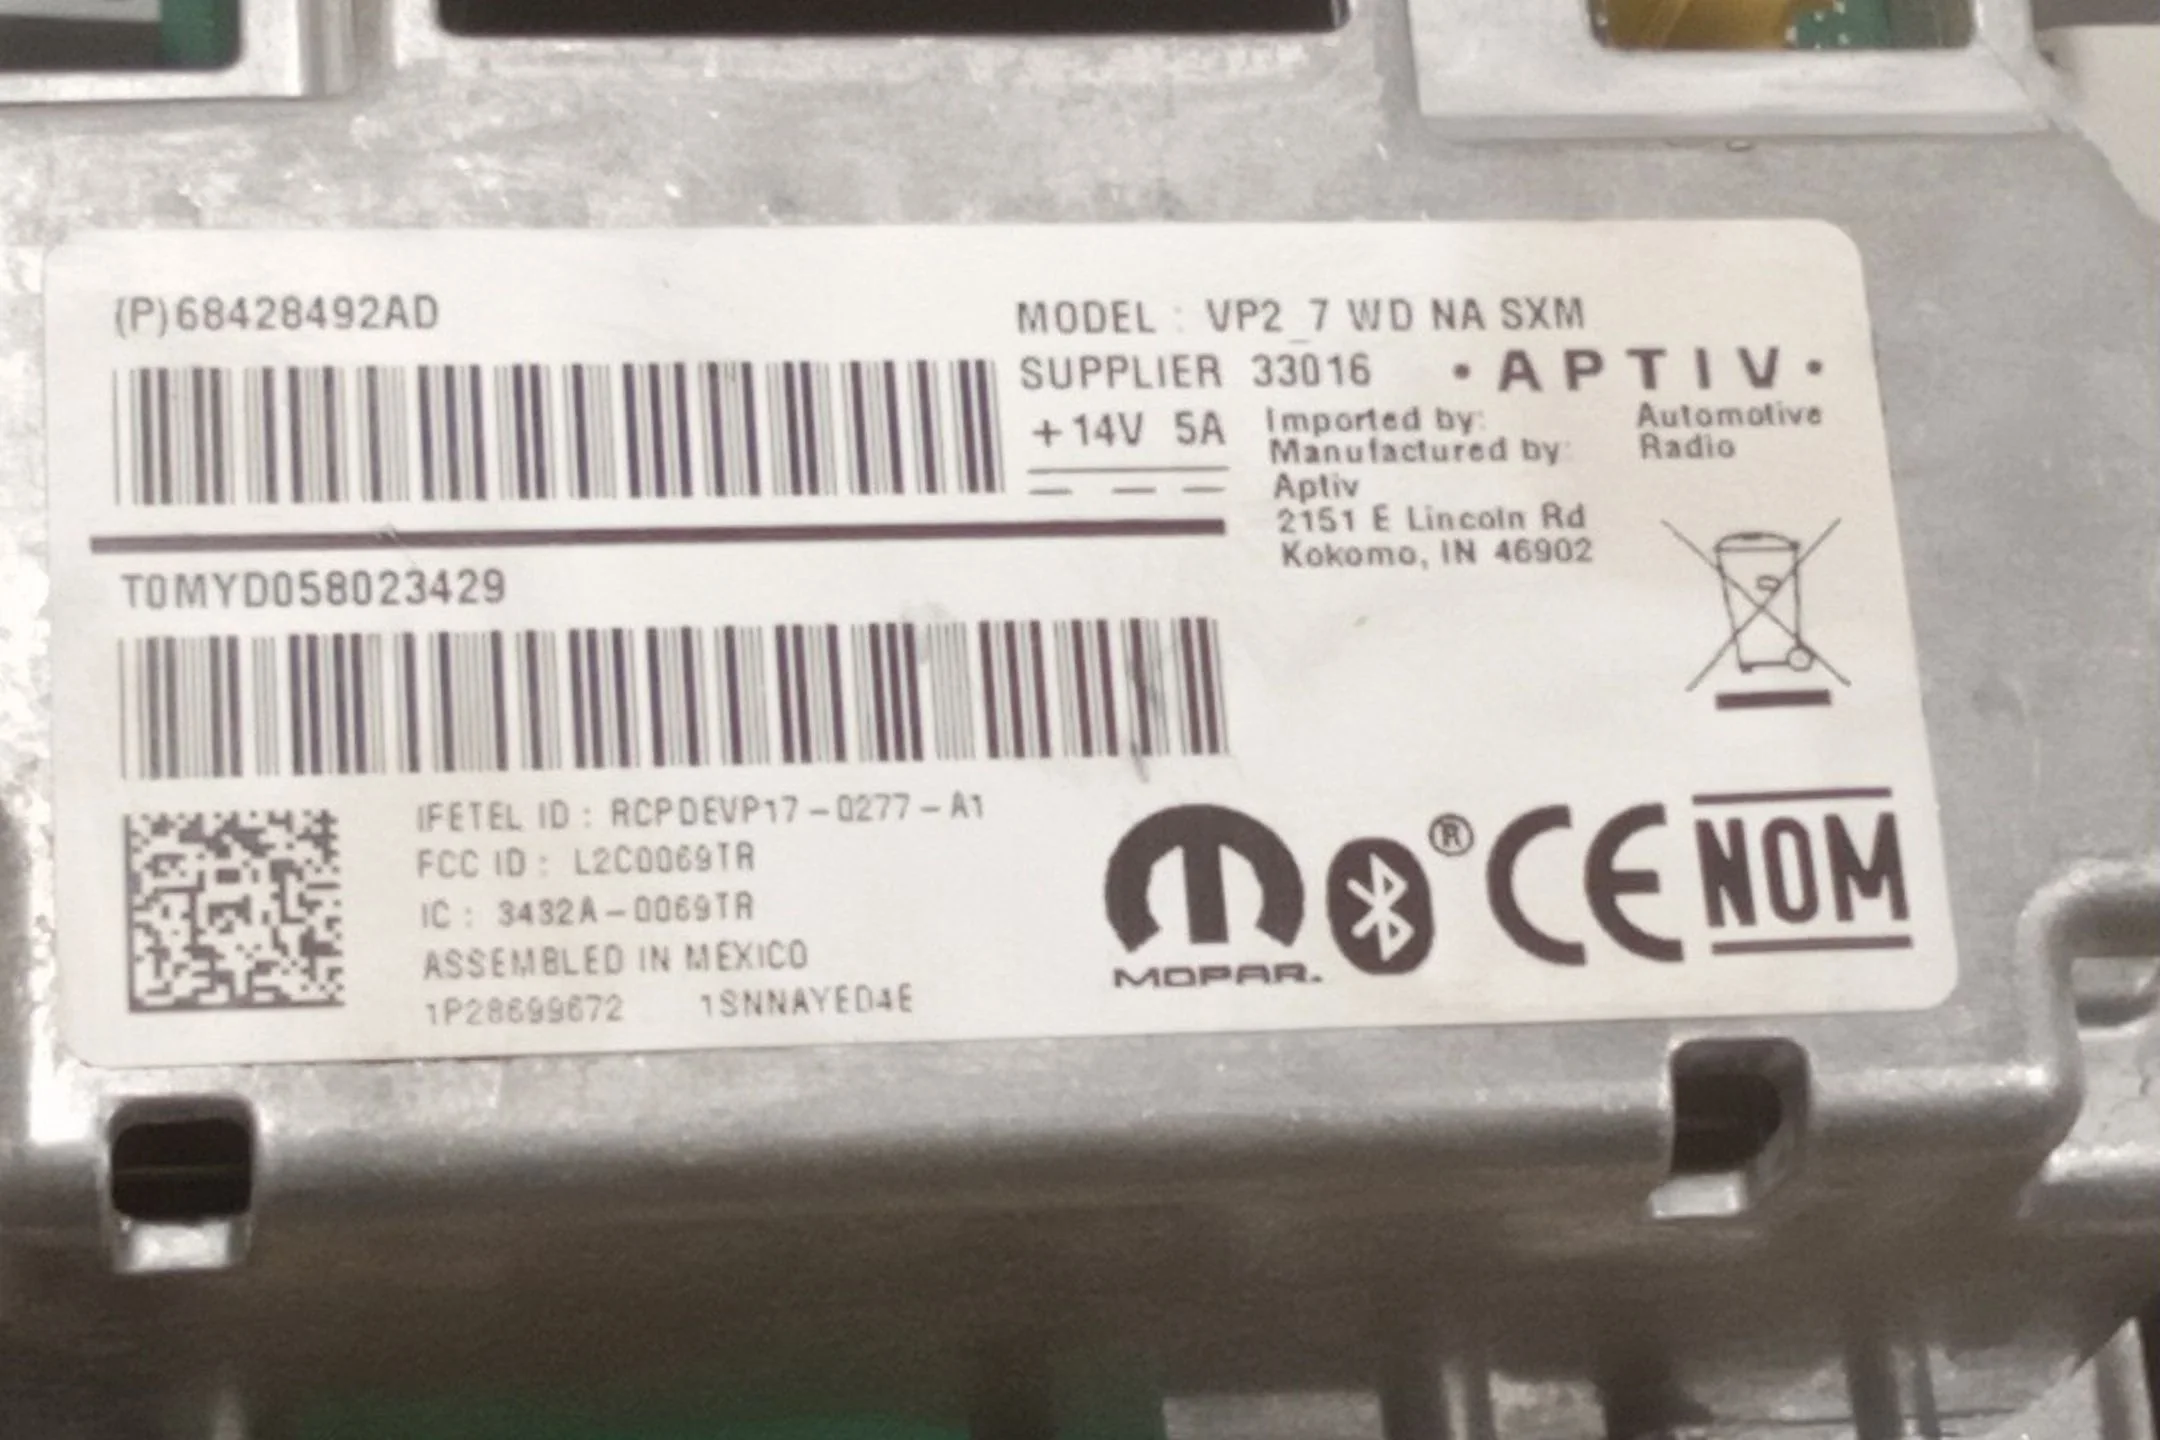 (P)68428492AD
MODEL : VP2_7 WD NA SXM
SUPPLIER 33016
• APTIV •
+14V 5A
Imported by:
Manufactured by:
Aptiv
2151 E Lincoln Rd
Kokomo, IN 46902
Automotive
Radio
T0MYD058023429
IFETEL ID : RCPDEVP17-0277-A1
FCC ID : L2C0069TR
IC : 3432A-0069TR
ASSEMBLED IN MEXICO
1P28699672 1SNNAYED4E
MOPAR.
®
CE
NOM